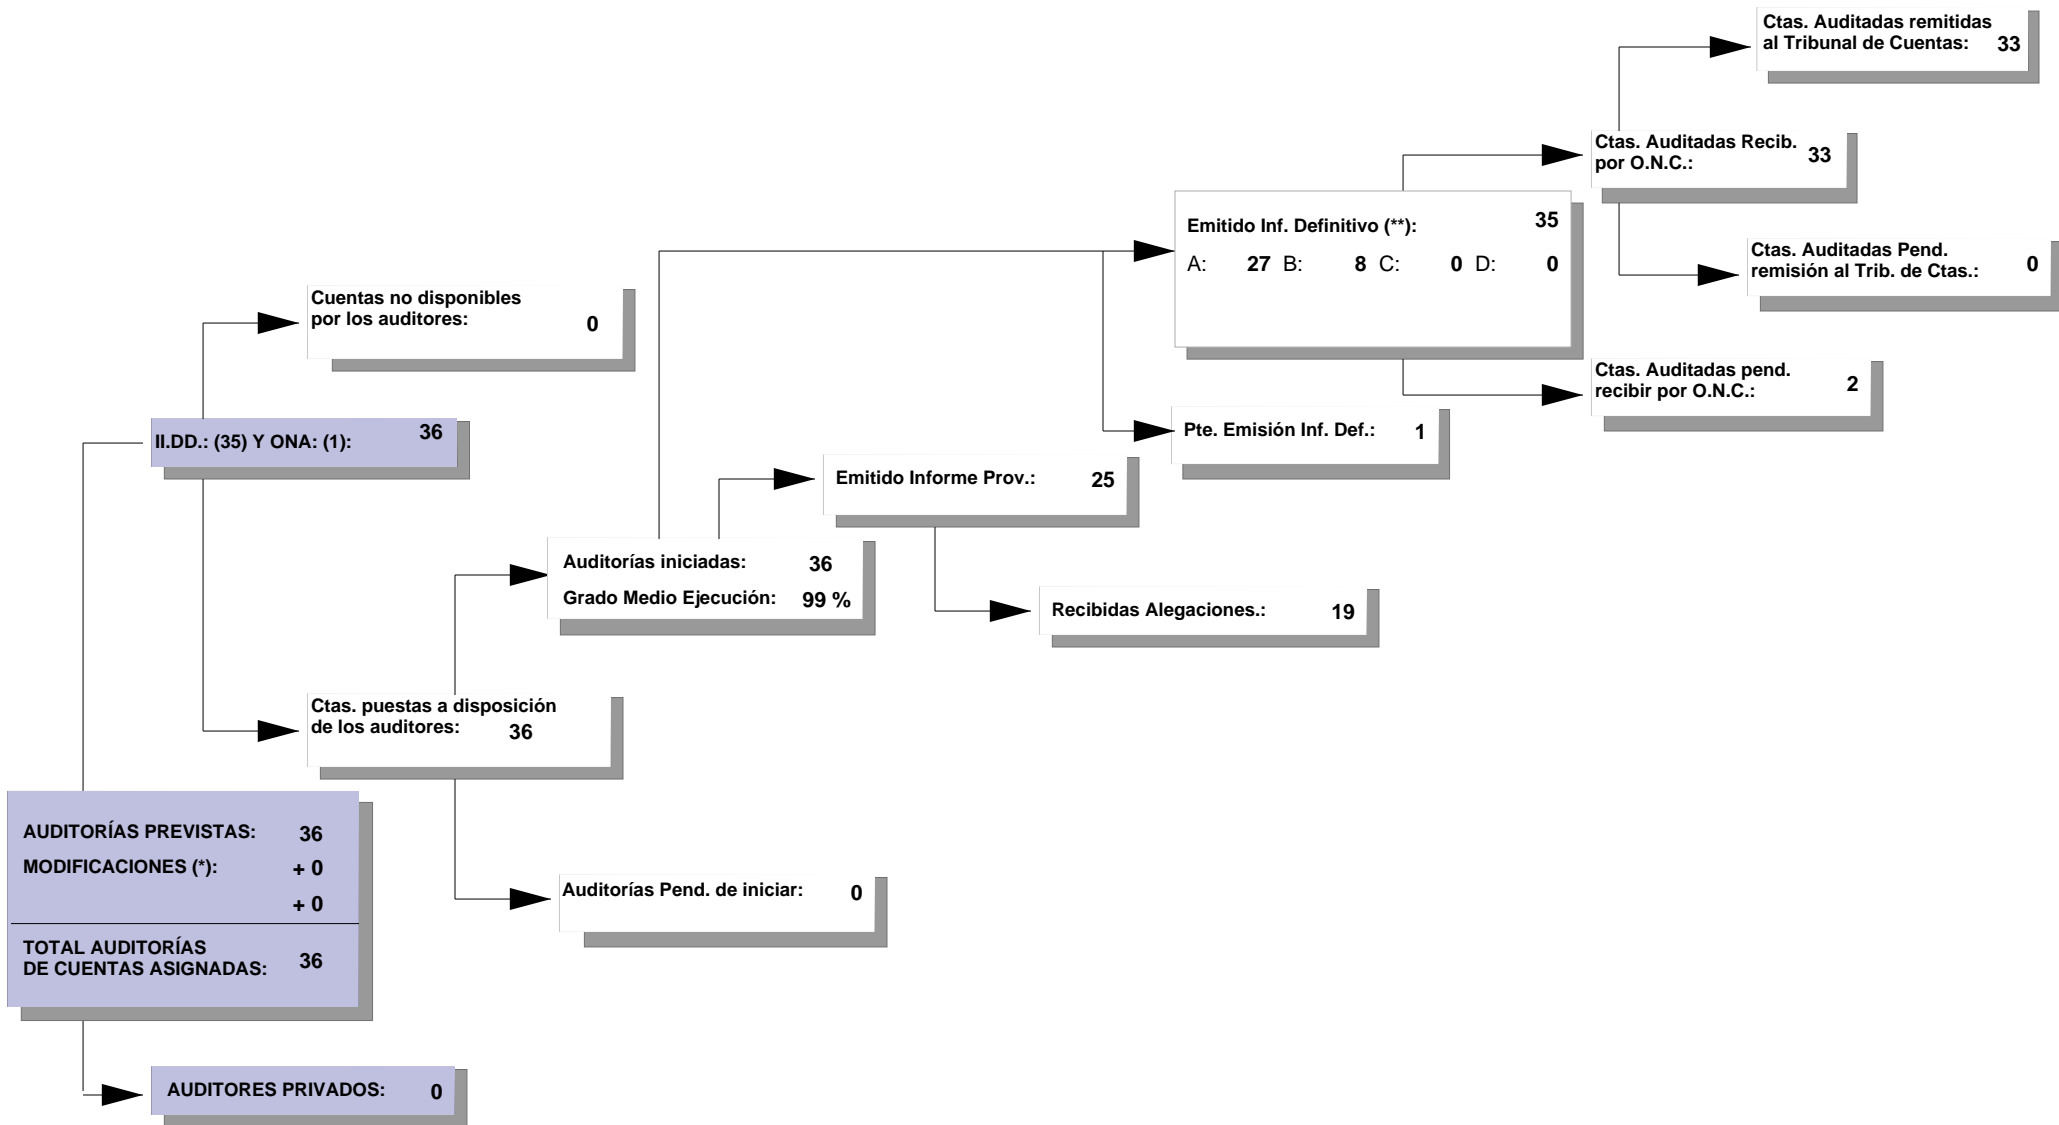 Ctas. Auditadas remitidas
al Tribunal de Cuentas: 33
Ctas. Auditadas Recib.
por O.N.C.: 33
Emitido Inf. Definitivo (**): 35
A: 27 B: 8 C: 0 D: 0
Ctas. Auditadas Pend.
remisión al Trib. de Ctas.: 0
Cuentas no disponibles
por los auditores: 0
Ctas. Auditadas pend.
recibir por O.N.C.: 2
II.DD.: (35) Y ONA: (1): 36
Pte. Emisión Inf. Def.: 1
Emitido Informe Prov.: 25
Auditorías iniciadas: 36
Grado Medio Ejecución: 99 %
Recibidas Alegaciones.: 19
Ctas. puestas a disposición
de los auditores: 36
AUDITORÍAS PREVISTAS: 36
MODIFICACIONES (*): + 0
+ 0
TOTAL AUDITORÍAS
DE CUENTAS ASIGNADAS: 36
Auditorías Pend. de iniciar: 0
AUDITORES PRIVADOS: 0